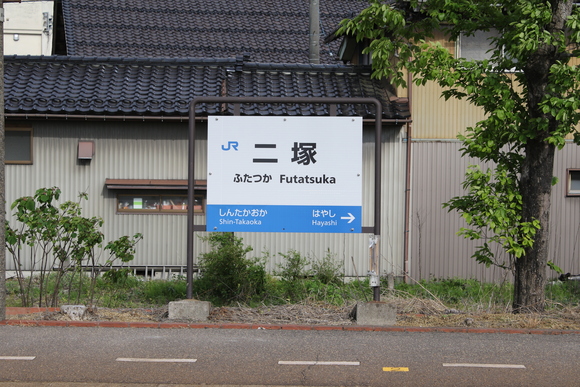 JR 二塚
ふたつか Futatsuka
しんたかおか はやし →
Shin-Takaoka Hayashi